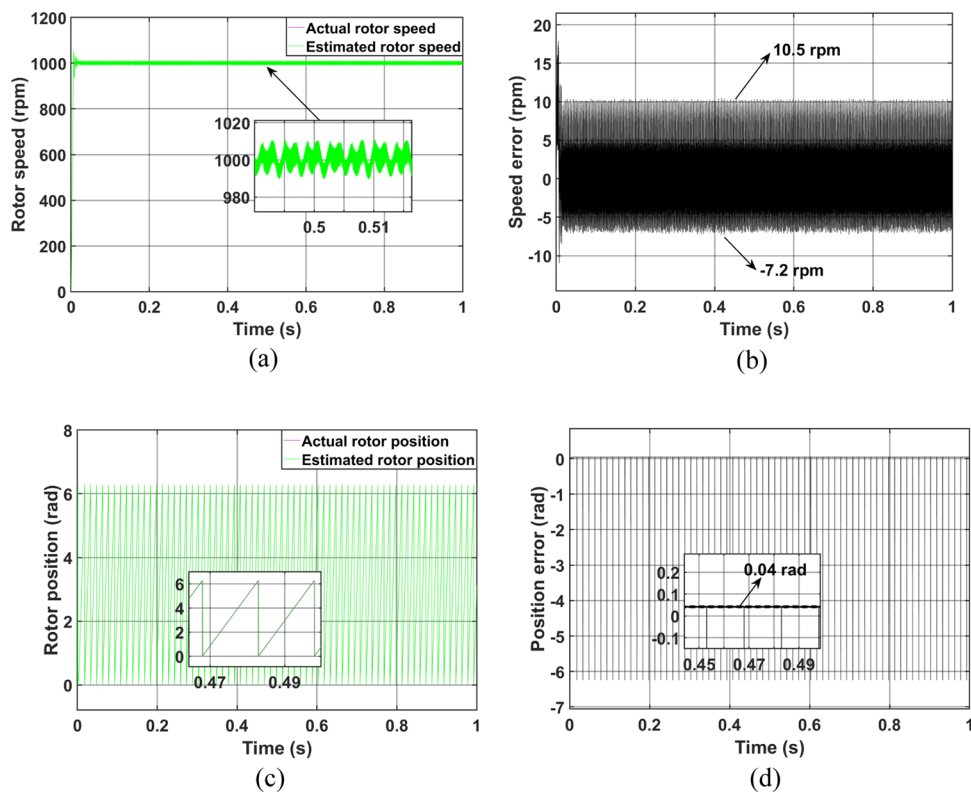 1200
1000
800
600
400
200
0
Rotor speed (rpm)
Actual rotor speed
Estimated rotor speed
1020
1000
980
0.5 0.51
0 0.2 0.4 0.6 0.8 1
Time (s)
(a)
20
15
10
5
0
-5
-10
Speed error (rpm)
10.5 rpm
-7.2 rpm
0 0.2 0.4 0.6 0.8 1
Time (s)
(b)
8
6
4
2
0
Rotor position (rad)
Actual rotor position
Estimated rotor position
6
4
2
0
0.47 0.49
0 0.2 0.4 0.6 0.8 1
Time (s)
(c)
0
-1
-2
-3
-4
-5
-6
-7
Position error (rad)
0.04 rad
0.2
0.1
0
-0.1
0.45 0.47 0.49
0 0.2 0.4 0.6 0.8 1
Time (s)
(d)